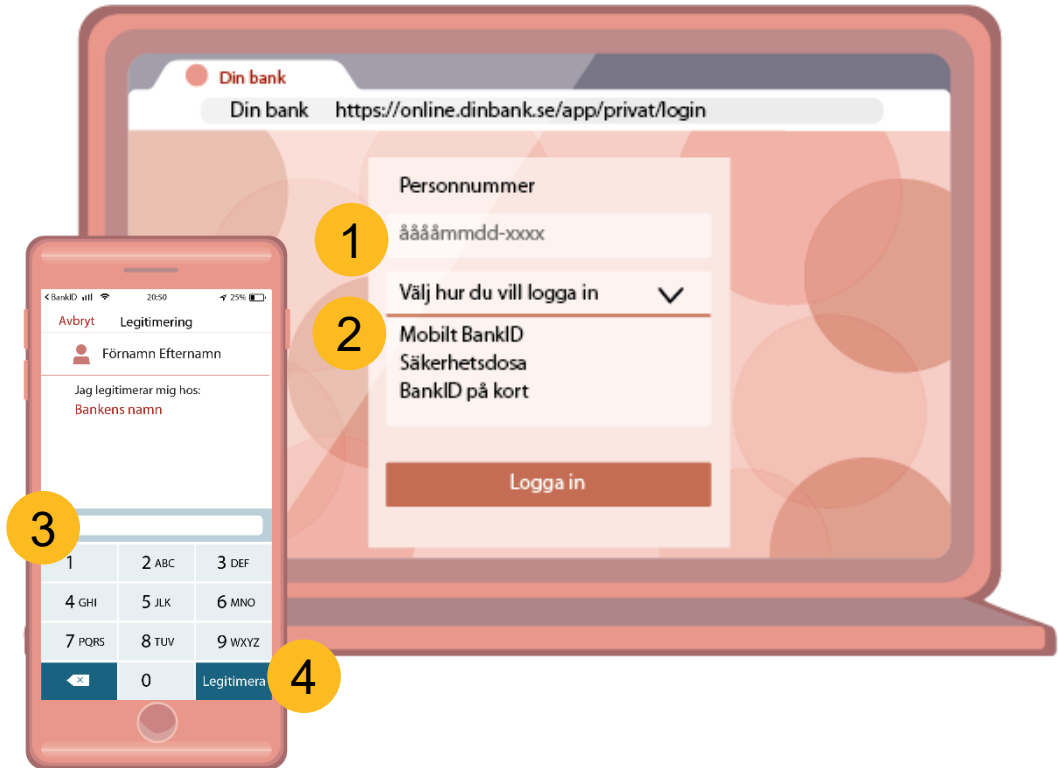 Din bank
Din bank https://online.dinbank.se/app/privat/login
Personnummer
1
ååååmmdd-xxxx
Välj hur du vill logga in
2
Mobilt BankID
Säkerhetsdosa
BankID på kort
Logga in
BankID 20:50 25%
Avbryt Legitimering
Förnamn Efternamn
Jag legitimerar mig hos:
Bankens namn
3
1 2 ABC 3 DEF
4 GHI 5 JLK 6 MNO
7 PQRS 8 TUV 9 WXYZ
0 Legitimera
4